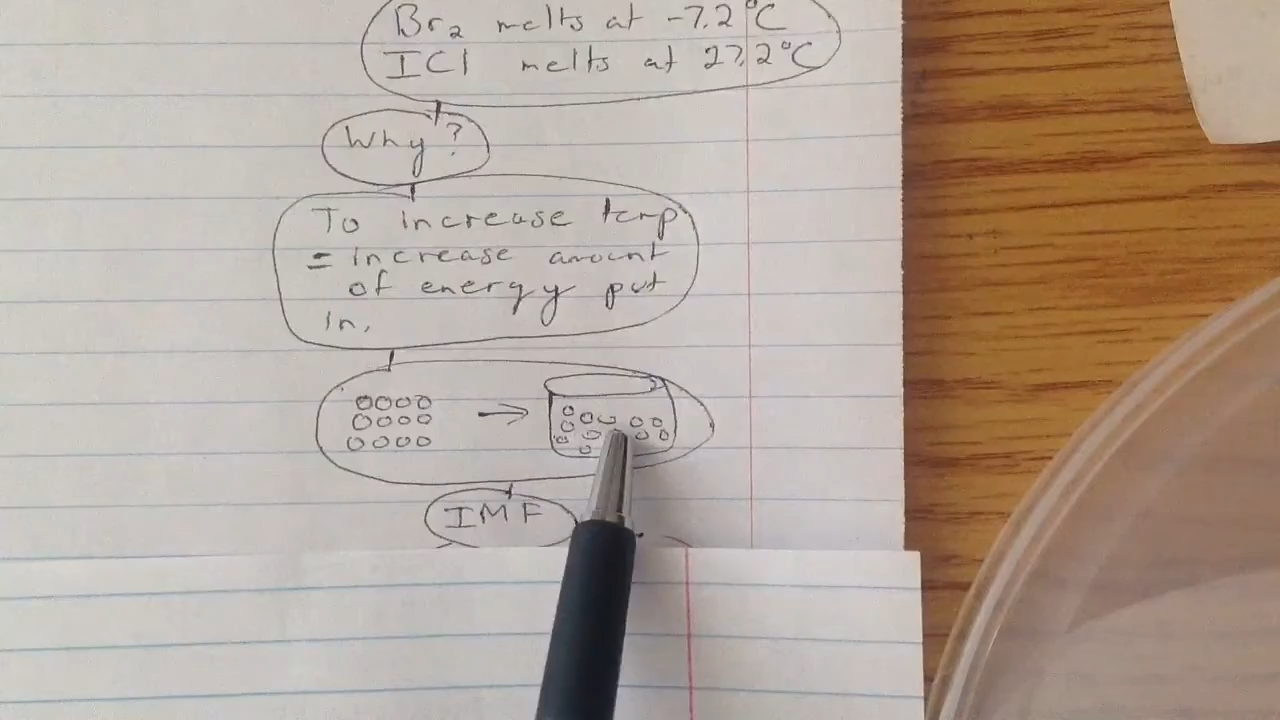 Br₂ melts at -7.2°C
ICl melts at 27.2°C
Why?
To increase temp
= increase amount
of energy put
in.
IMF